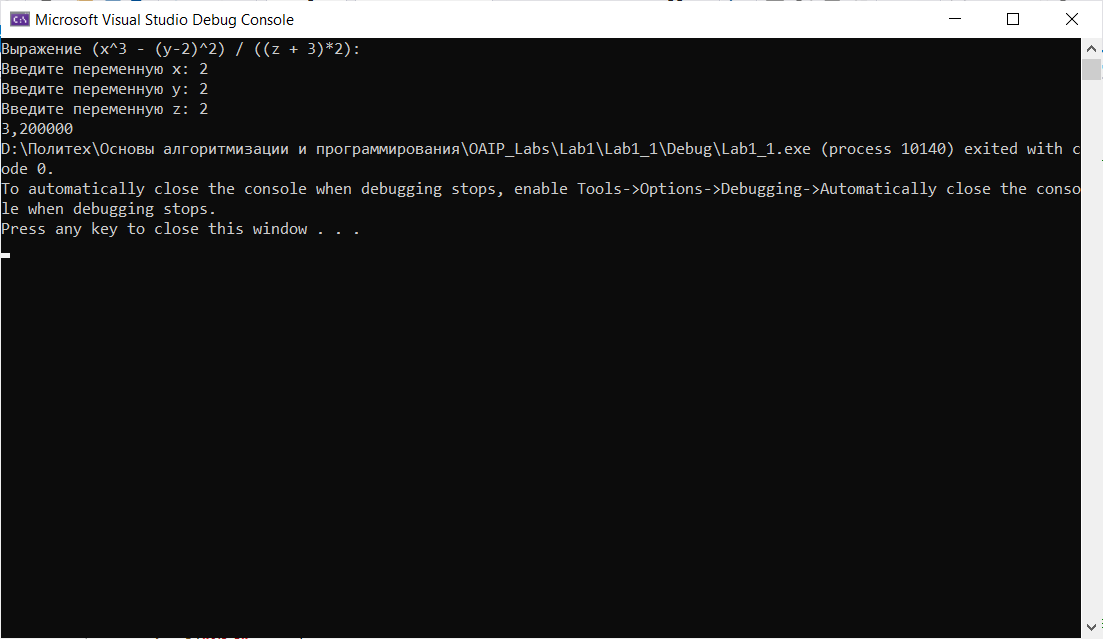 Microsoft Visual Studio Debug Console
Выражение (x^3 - (y-2)^2) / ((z + 3)*2):
Введите переменную x: 2
Введите переменную y: 2
Введите переменную z: 2
3,200000
D:\Политех\Основы алгоритмизации и программирования\OAIP_Labs\Lab1\Lab1_1\Debug\Lab1_1.exe (process 10140) exited with c
ode 0.
To automatically close the console when debugging stops, enable Tools->Options->Debugging->Automatically close the conso
le when debugging stops.
Press any key to close this window . . .